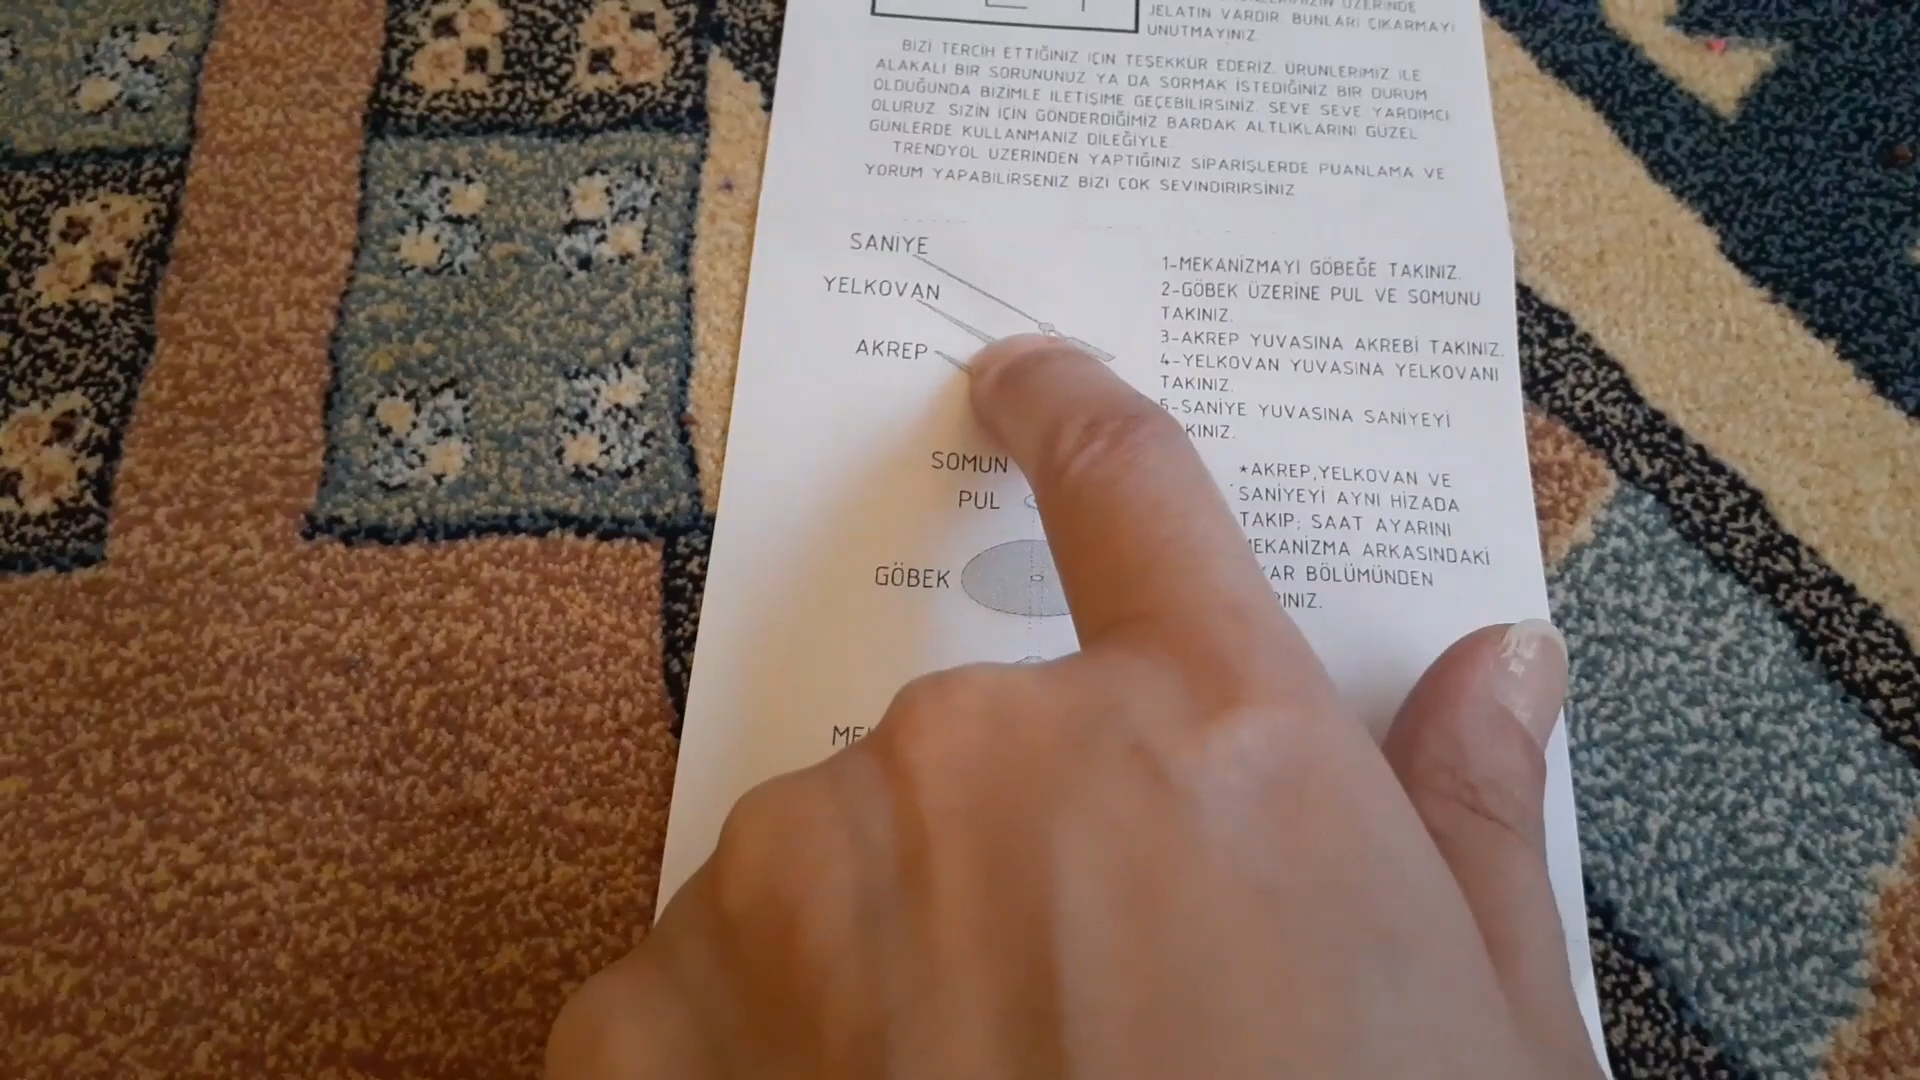 ÜZERİNDE
JELATİN VARDIR BUNLARI ÇIKARMAYI
UNUTMAYINIZ.
BİZİ TERCİH ETTİĞİNİZ İÇİN TEŞEKKÜR EDERİZ. ÜRÜNLERİMİZ İLE
ALAKALI BİR SORUNUNUZ YA DA SORMAK İSTEDİĞİNİZ BİR DURUM
OLDUĞUNDA BİZİMLE İLETİŞİME GEÇEBİLİRSİNİZ. SEVE SEVE YARDIMCI
OLURUZ. SİZİN İÇİN GÖNDERDİĞİMİZ BARDAK ALTLIKLARINI GÜZEL
GÜNLERDE KULLANMANIZ DİLEĞİYLE.
TRENDYOL ÜZERİNDEN YAPTIĞINIZ SİPARİŞLERDE PUANLAMA VE
YORUM YAPABİLİRSENİZ BİZİ ÇOK SEVİNDİRİRSİNİZ
SANİYE
YELKOVAN
AKREP
SOMUN
PUL
GÖBEK
1-MEKANİZMAYI GÖBEĞE TAKINIZ.
2-GÖBEK ÜZERİNE PUL VE SOMUNU
TAKINIZ.
3-AKREP YUVASINA AKREBİ TAKINIZ.
4-YELKOVAN YUVASINA YELKOVANI
TAKINIZ.
5-SANİYE YUVASINA SANİYEYİ
KINIZ.
*AKREP,YELKOVAN VE
SANİYEYİ AYNI HİZADA
TAKIP; SAAT AYARINI
MEKANİZMA ARKASINDAKİ
KAR BÖLÜMÜNDEN
RINIZ.